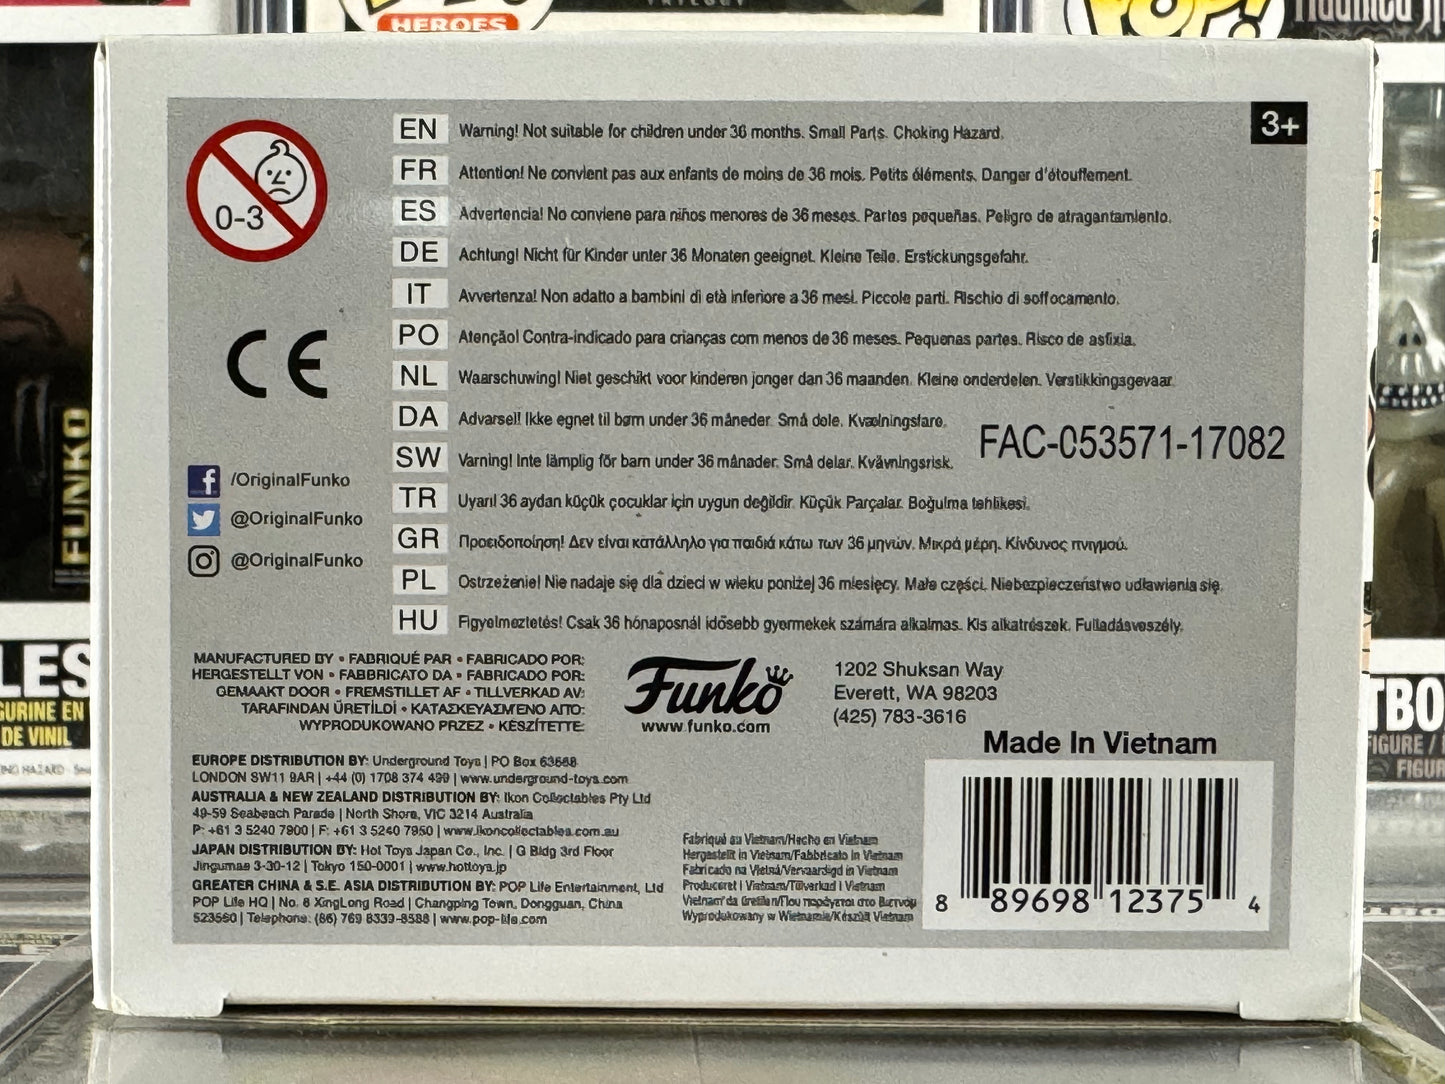 HEROES
3+
0-3
EN Warning! Not suitable for children under 36 months. Small Parts. Choking Hazard.
FR Attention! Ne convient pas aux enfants de moins de 36 mois. Petits éléments. Danger d'étouffement.
ES Advertencia! No conviene para niños menores de 36 meses. Partes pequeñas. Peligro de atragantamiento.
DE Achtung! Nicht für Kinder unter 36 Monaten geeignet. Kleine Teile. Erstickungsgefahr.
IT Avvertenza! Non adatto a bambini di età inferiore a 36 mesi. Piccole parti. Rischio di soffocamento.
PO Atenção! Contra-indicado para crianças com menos de 36 meses. Pequenas partes. Risco de asfixia.
NL Waarschuwing! Niet geschikt voor kinderen jonger dan 36 maanden. Kleine onderdelen. Verstikkingsgevaar.
DA Advarsel! Ikke egnet til børn under 36 måneder. Små dele. Kvælningsfare.
SW Varning! Inte lämplig för barn under 36 månader. Små delar. Kvävningsrisk.
FAC-053571-17082
TR Uyarı! 36 aydan küçük çocuklar için uygun değildir. Küçük Parçalar. Boğulma tehlikesi.
GR Προειδοποίηση! Δεν είναι κατάλληλο για παιδιά κάτω των 36 μηνών. Μικρά μέρη. Κίνδυνος πνιγμού.
PL Ostrzeżenie! Nie nadaje się dla dzieci w wieku poniżej 36 miesięcy. Małe części. Niebezpieczeństwo udławiania się.
HU Figyelmeztetés! Csak 36 hónaposnál idősebb gyermekek számára alkalmas. Kis alkatrészek. Fulladásveszély.
CE
/OriginalFunko
@OriginalFunko
@OriginalFunko
MANUFACTURED BY • FABRIQUÉ PAR • FABRICADO POR:
HERGESTELLT VON • FABBRICATO DA • FABRICADO POR:
GEMAAKT DOOR • FREMSTILLET AF • TILLVERKAD AV:
TARAFINDAN ÜRETİLDİ • ΚΑΤΑΣΚΕΥΑΣΜΕΝΟ ΑΠΟ:
WYPRODUKOWANO PRZEZ • KÉSZÍTETTE:
Funko
www.funko.com
1202 Shuksan Way
Everett, WA 98203
(425) 783-3616
Made In Vietnam
EUROPE DISTRIBUTION BY: Underground Toys | PO Box 63668
LONDON SW11 9AR | +44 (0) 1708 374 499 | www.underground-toys.com
AUSTRALIA & NEW ZEALAND DISTRIBUTION BY: Ikon Collectables Pty Ltd
49-59 Seabeach Parade | North Shore, VIC 3214 Australia
P: +61 3 5240 7900 | F: +61 3 5240 7950 | www.ikoncollectables.com.au
JAPAN DISTRIBUTION BY: Hot Toys Japan Co., Inc. | G Bldg 3rd Floor
Jingumae 3-30-12 | Tokyo 150-0001 | www.hottoys.jp
GREATER CHINA & S.E. ASIA DISTRIBUTION BY: POP Life Entertainment, Ltd
POP Life HQ | No. 8 XingLong Road | Changping Town, Dongguan, China
523560 | Telephone: (86) 769 8339-8588 | www.pop-life.com
Fabriqué au Vietnam/Hecho en Vietnam
Hergestellt in Vietnam/Fabbricato in Vietnam
Fabricado na Vietnã/Vervaardigd in Vietnam
Produceret I Vietnam/Tillverkad I Vietnam
Vietnam'da üretilen/Που παράγεται στο Βιετνάμ
Wyprodukowany w Wietnamie/Készült Vietnam
8 89698 12375 4
FUNKO
DE VINIL